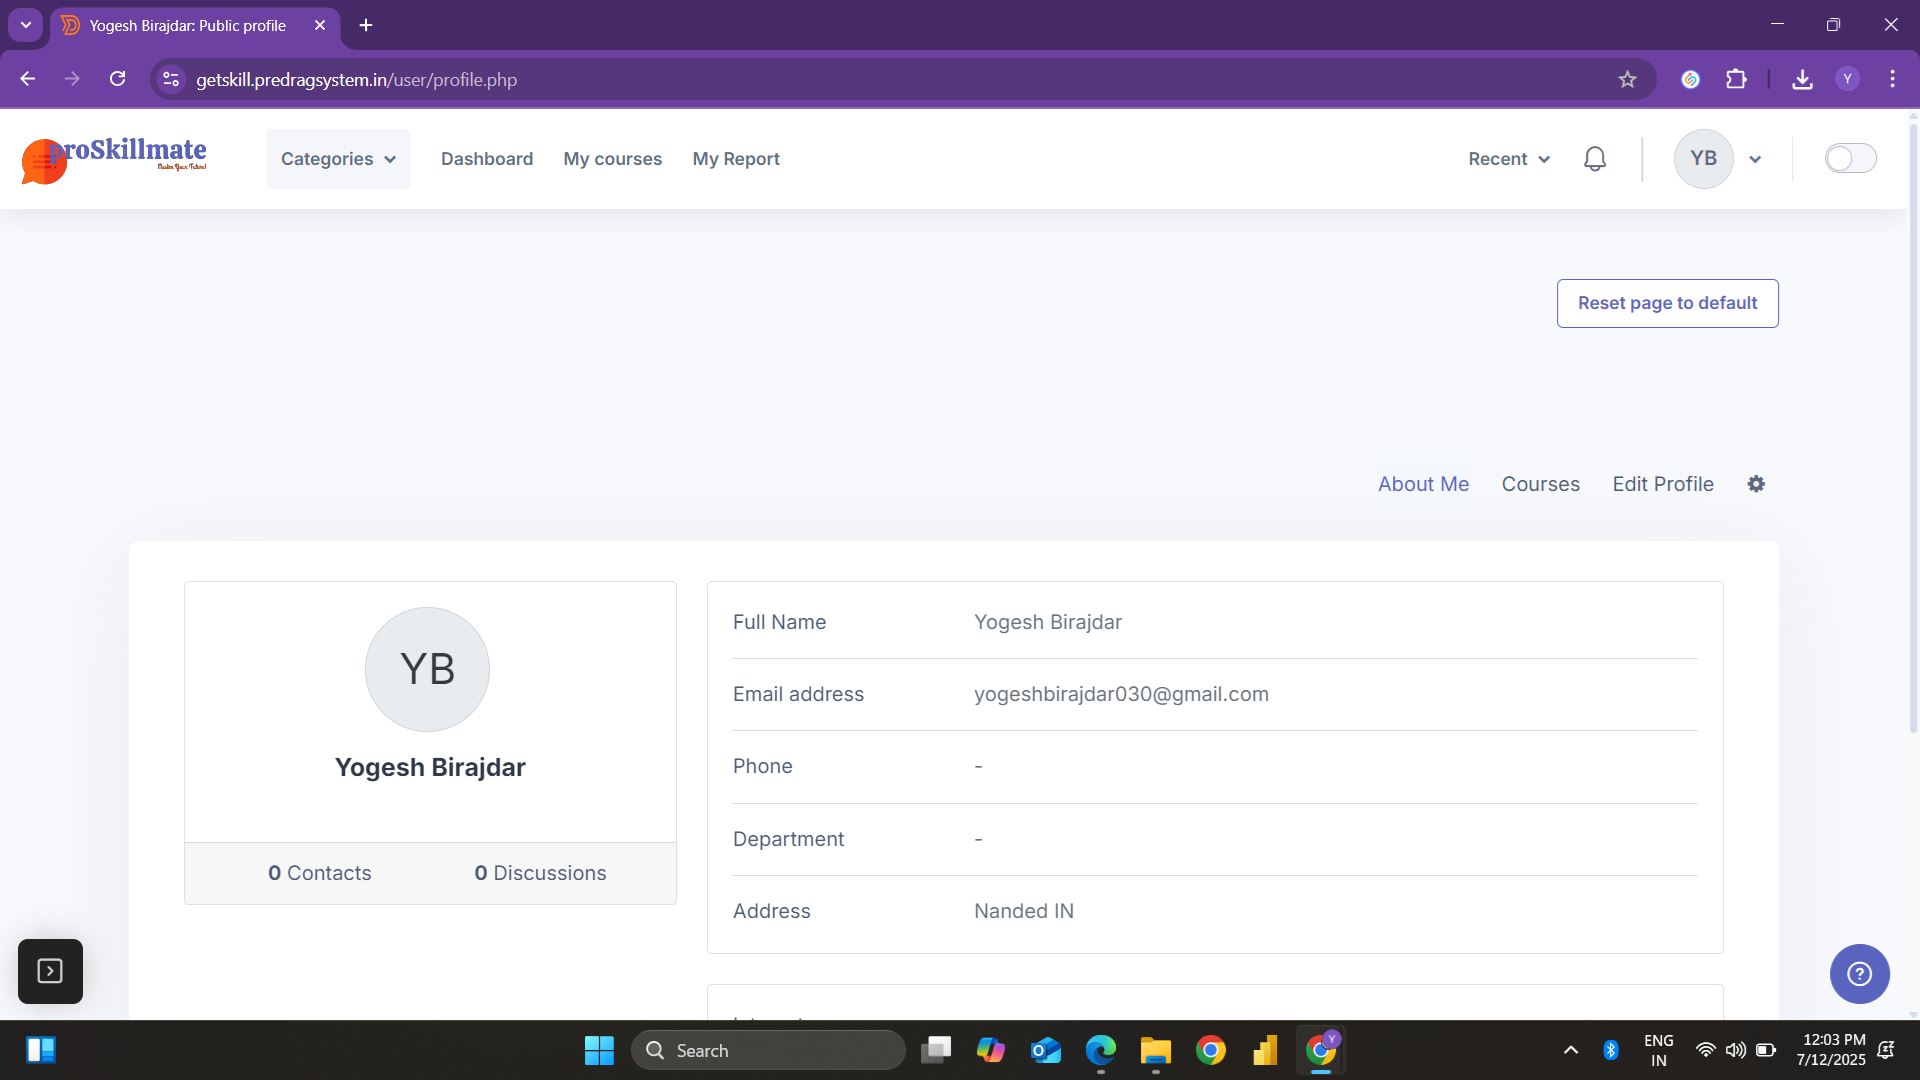 Yogesh Birajdar: Public profile
getskill.predragsystem.in/user/profile.php
Y
proSkillmate
Categories
Dashboard
My courses
My Report
Recent
YB
Reset page to default
About Me
Courses
Edit Profile
YB
Yogesh Birajdar
0 Contacts
0 Discussions
Full Name
Yogesh Birajdar
Email address
yogeshbirajdar030@gmail.com
Phone
-
Department
-
Address
Nanded IN
Search
Y
ENG
IN
12:03 PM
7/12/2025